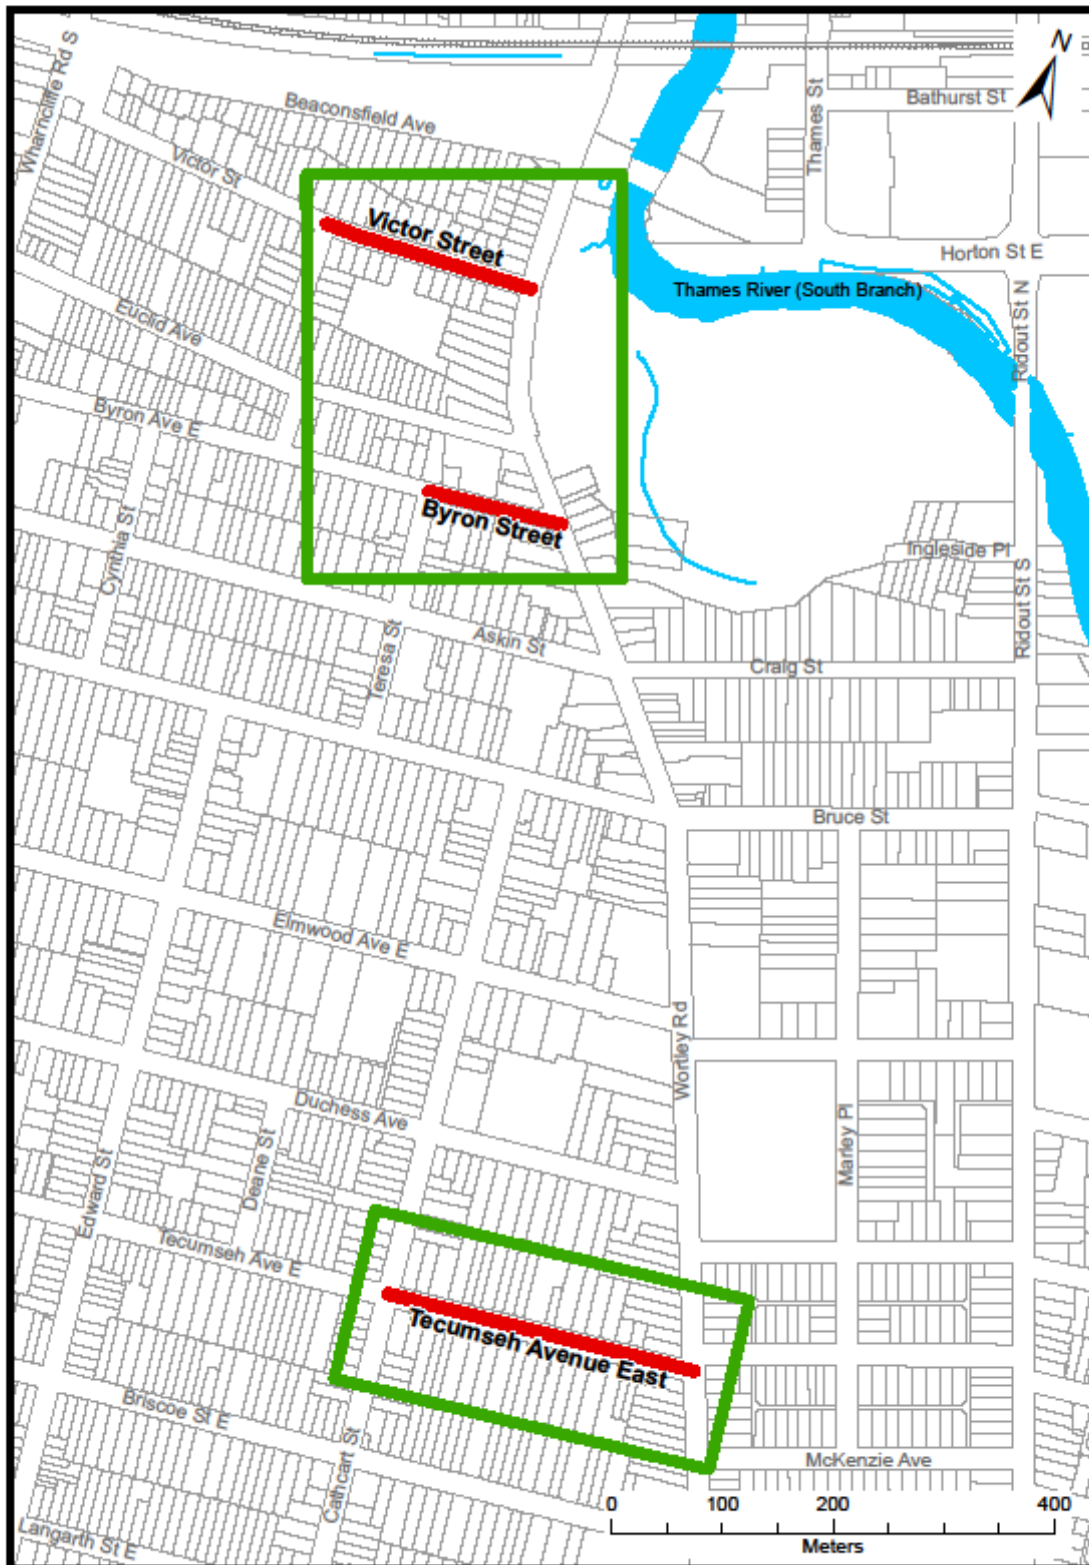 N
Wharncliffe Rd S
Beaconsfield Ave
Bathurst St
Thames St
Victor St
Victor Street
Horton St E
Thames River (South Branch)
Ridout St N
Euclid Ave
Byron Ave E
Byron Street
Cynthia St
Ingleside Pl
Ridout St S
Teresa St
Askin St
Craig St
Bruce St
Elmwood Ave E
Wortley Rd
Duchess Ave
Marley Pl
Deane St
Edward St
Tecumseh Ave E
Tecumseh Avenue East
Briscoe St E
Cathcart St
McKenzie Ave
Langarth St E
0 100 200 400
Meters